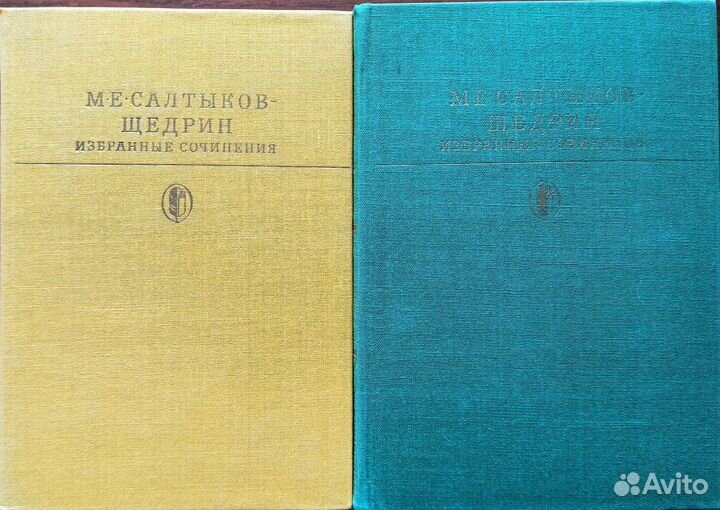 М·Е·САЛТЫКОВ-
ЩЕДРИН
ИЗБРАННЫЕ СОЧИНЕНИЯ
М·Е·САЛТЫКОВ-
ЩЕДРИН
ИЗБРАННЫЕ СОЧИНЕНИЯ
Avito